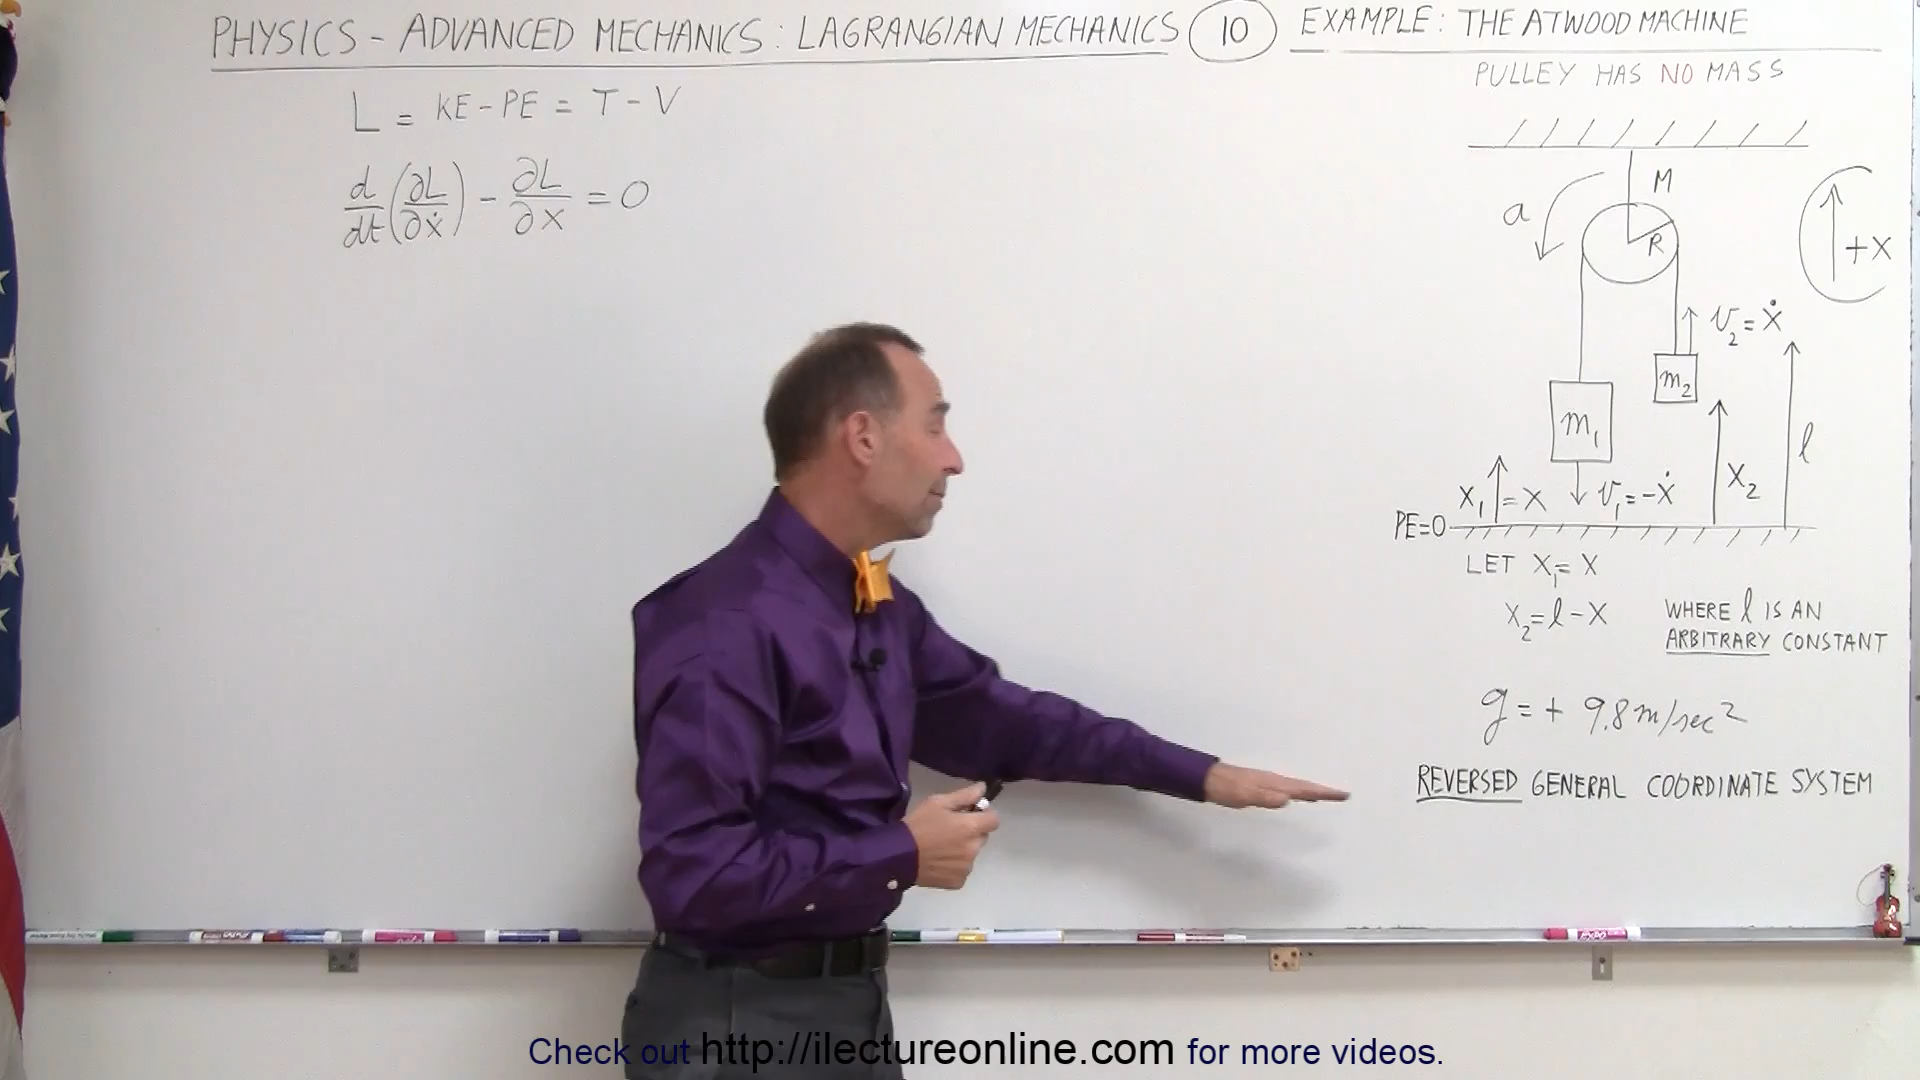 PHYSICS - ADVANCED MECHANICS: LAGRANGIAN MECHANICS 10 EXAMPLE: THE ATWOOD MACHINE
PULLEY HAS NO MASS
L = KE - PE = T - V
d/dt (∂L/∂ẋ) - ∂L/∂x = 0
M
a
R
+X
v₂ = ẋ
m₂
m₁
l
X₂
X₁ = X
v₁ = -ẋ
PE=0
LET X₁ = X
X₂ = l - X
WHERE l IS AN
ARBITRARY CONSTANT
g = + 9.8 m/sec²
REVERSED GENERAL COORDINATE SYSTEM
EXPO
Check out http://ilectureonline.com for more videos.